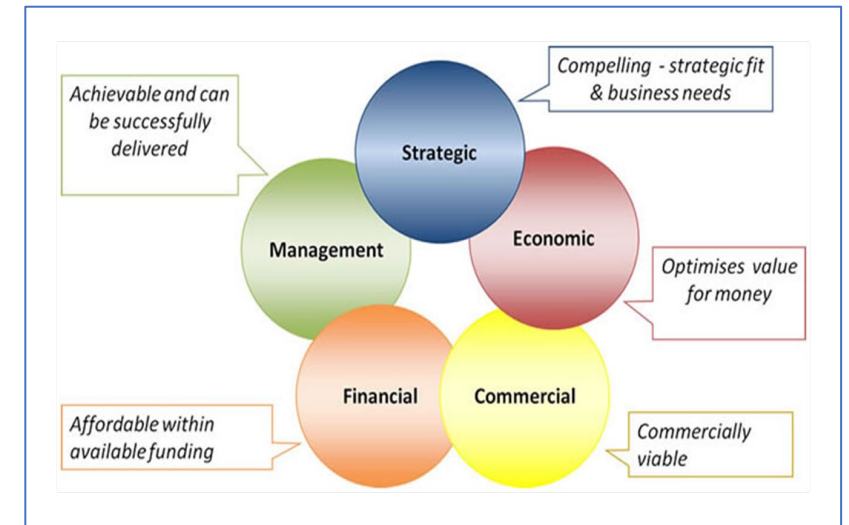 Compelling - strategic fit
& business needs
Achievable and can
be successfully
delivered
Strategic
Economic
Management
Optimises value
for money
Financial
Commercial
Affordable within
available funding
Commercially
viable